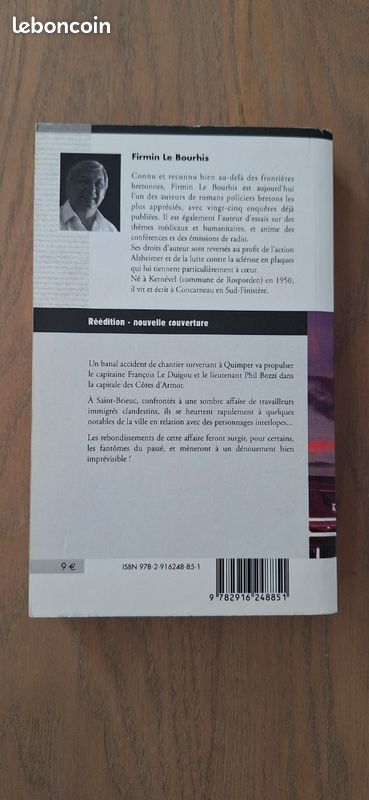 leboncoin
Firmin Le Bourhis
Connu et reconnu bien au-delà des frontières
bretonnes, Firmin Le Bourhis est aujourd'hui
l'un des auteurs de romans policiers bretons les
plus appréciés, avec vingt-cinq enquêtes déjà
publiées. Il est également l'auteur d'essais sur des
thèmes médicaux et humanitaires, et anime des
conférences et des émissions de radio.
Ses droits d'auteur sont reversés au profit de l'action
Alzheimer et de la lutte contre la sclérose en plaques
qui lui tiennent particulièrement à cœur.
Né à Kernével (commune de Rosporden) en 1950,
il vit et écrit à Concarneau en Sud-Finistère.
Réédition - nouvelle couverture
Un banal accident de chantier survenant à Quimper va propulser
le capitaine François Le Duigou et le lieutenant Phil Bozzi dans
la capitale des Côtes d'Armor.
À Saint-Brieuc, confrontés à une sombre affaire de travailleurs
immigrés clandestins, ils se heurtent rapidement à quelques
notables de la ville en relation avec des personnages interlopes...
Les rebondissements de cette affaire feront surgir, pour certains,
les fantômes du passé, et mèneront à un dénouement bien
imprévisible !
9 €
ISBN 978-2-916248-85-1
9 782916 248851